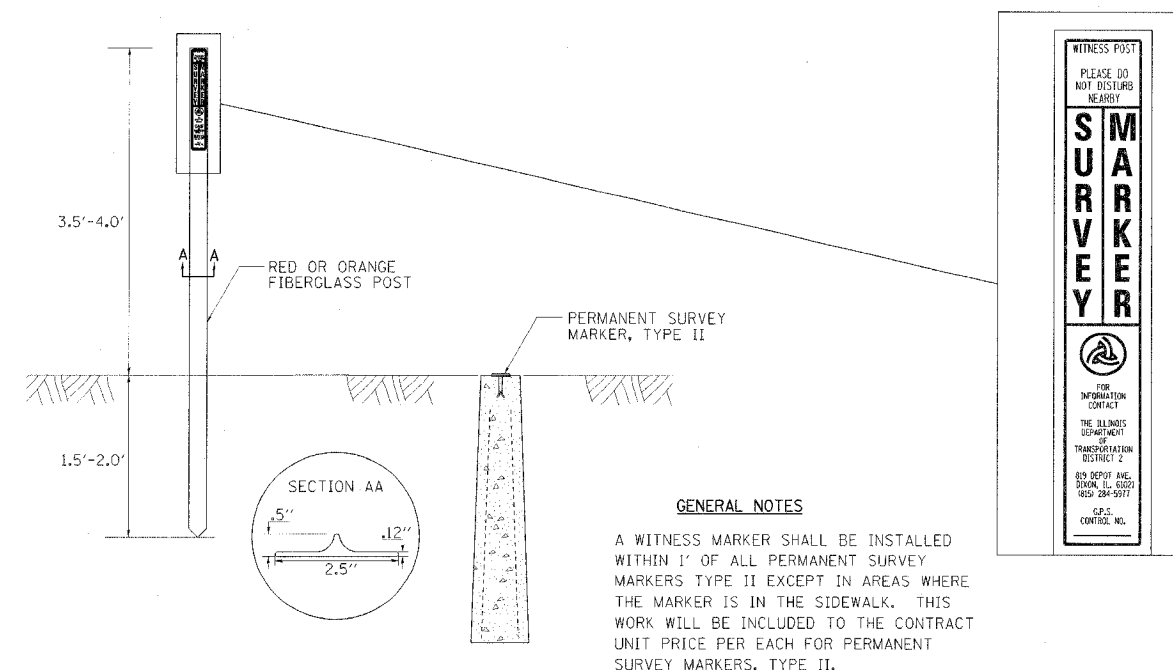 3.5'-4.0'
A A
RED OR ORANGE
FIBERGLASS POST
PERMANENT SURVEY
MARKER, TYPE II
1.5'-2.0'
SECTION AA
.5"
.12"
2.5"
GENERAL NOTES
A WITNESS MARKER SHALL BE INSTALLED
WITHIN 1' OF ALL PERMANENT SURVEY
MARKERS TYPE II EXCEPT IN AREAS WHERE
THE MARKER IS IN THE SIDEWALK. THIS
WORK WILL BE INCLUDED TO THE CONTRACT
UNIT PRICE PER EACH FOR PERMANENT
SURVEY MARKERS, TYPE II.
WITNESS POST
PLEASE DO
NOT DISTURB
NEARBY
SURVEY
MARKER
FOR
INFORMATION
CONTACT
THE ILLINOIS
DEPARTMENT
OF
TRANSPORTATION
DISTRICT 2
819 DEPOT AVE.
DIXON, IL. 61021
(815) 284-5977
G.P.S.
CONTROL NO.